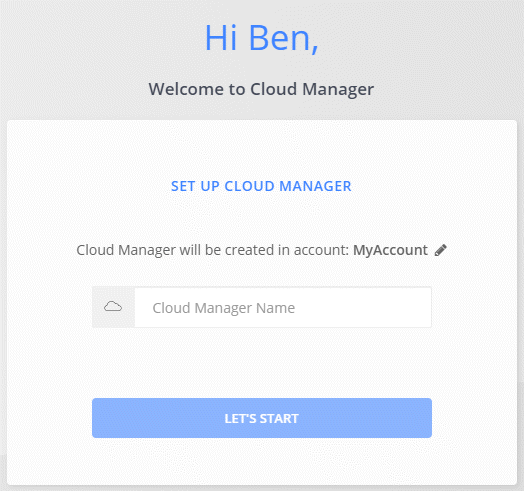 Hi Ben,
Welcome to Cloud Manager
SET UP CLOUD MANAGER
Cloud Manager will be created in account: MyAccount
Cloud Manager Name
LET'S START